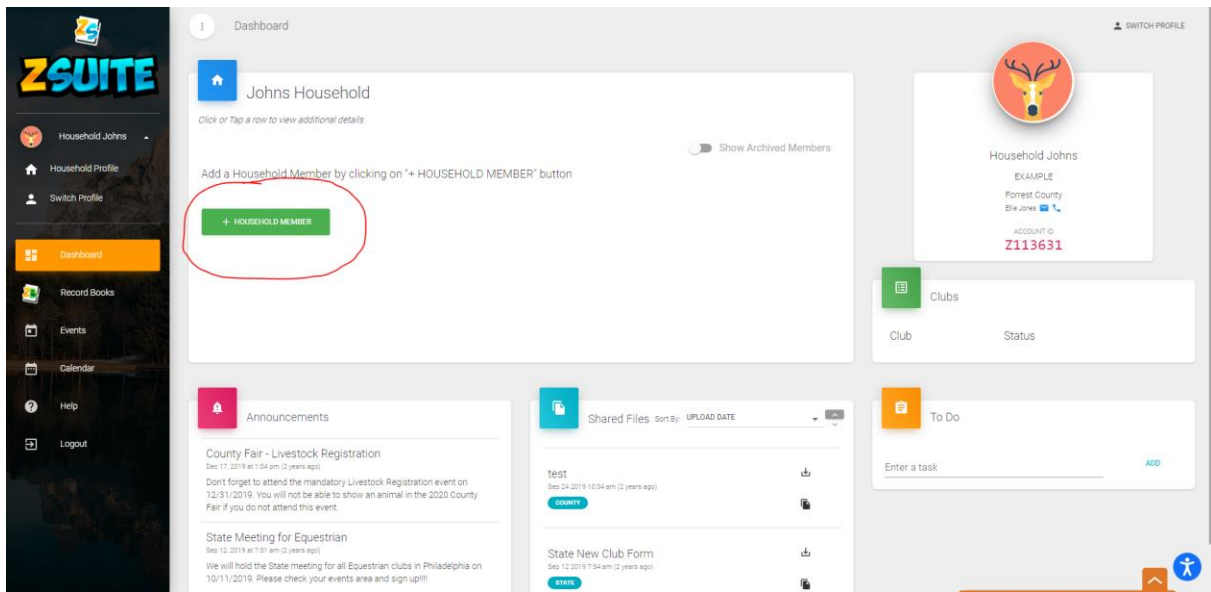 ZSUITE
Household Johns
Household Profile
Switch Profile
Dashboard
Record Books
Events
Calendar
Help
Logout
Dashboard
SWITCH PROFILE
Johns Household
Click or Tap a row to view additional details
Show Archived Members
Add a Household Member by clicking on "+ HOUSEHOLD MEMBER" button
+ HOUSEHOLD MEMBER
Household Johns
EXAMPLE
Forrest County
Ellie Jones
ACCOUNT ID
Z113631
Clubs
Club Status
Announcements
County Fair - Livestock Registration
Dec 17, 2019 at 1:04 pm (2 years ago)
Don't forget to attend the mandatory Livestock Registration event on
12/31/2019. You will not be able to show an animal in the 2020 County
Fair if you do not attend this event.
State Meeting for Equestrian
Sep 12, 2019 at 7:51 am (2 years ago)
We will hold the State meeting for all Equestrian clubs in Philadelphia on
10/11/2019. Please check your events area and sign up!!!!
Shared Files Sort By: UPLOAD DATE
test
Sep 24 2019 10:34 am (2 years ago)
COUNTY
State New Club Form
Sep 12 2019 7:54 am (2 years ago)
STATE
To Do
Enter a task
ADD